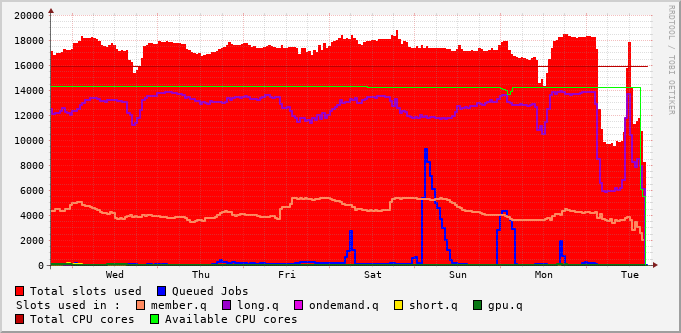 RRDTOOL / TOBI OETIKER
20000
18000
16000
14000
12000
10000
8000
6000
4000
2000
0
Wed Thu Fri Sat Sun Mon Tue
Total slots used Queued Jobs
Slots used in : member.q long.q ondemand.q short.q gpu.q
Total CPU cores Available CPU cores